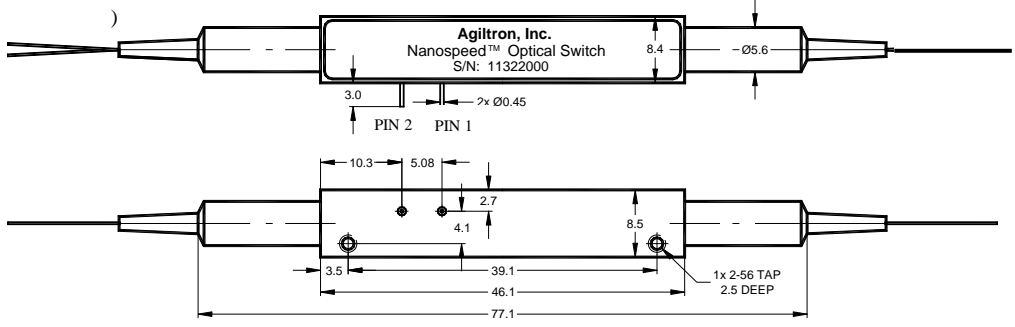 )
Agiltron, Inc.
Nanospeed™ Optical Switch
S/N: 11322000
8.4
Ø5.6
3.0
2x Ø0.45
PIN 2
PIN 1
10.3
5.08
2.7
4.1
8.5
3.5
39.1
1x 2-56 TAP
2.5 DEEP
46.1
77.1